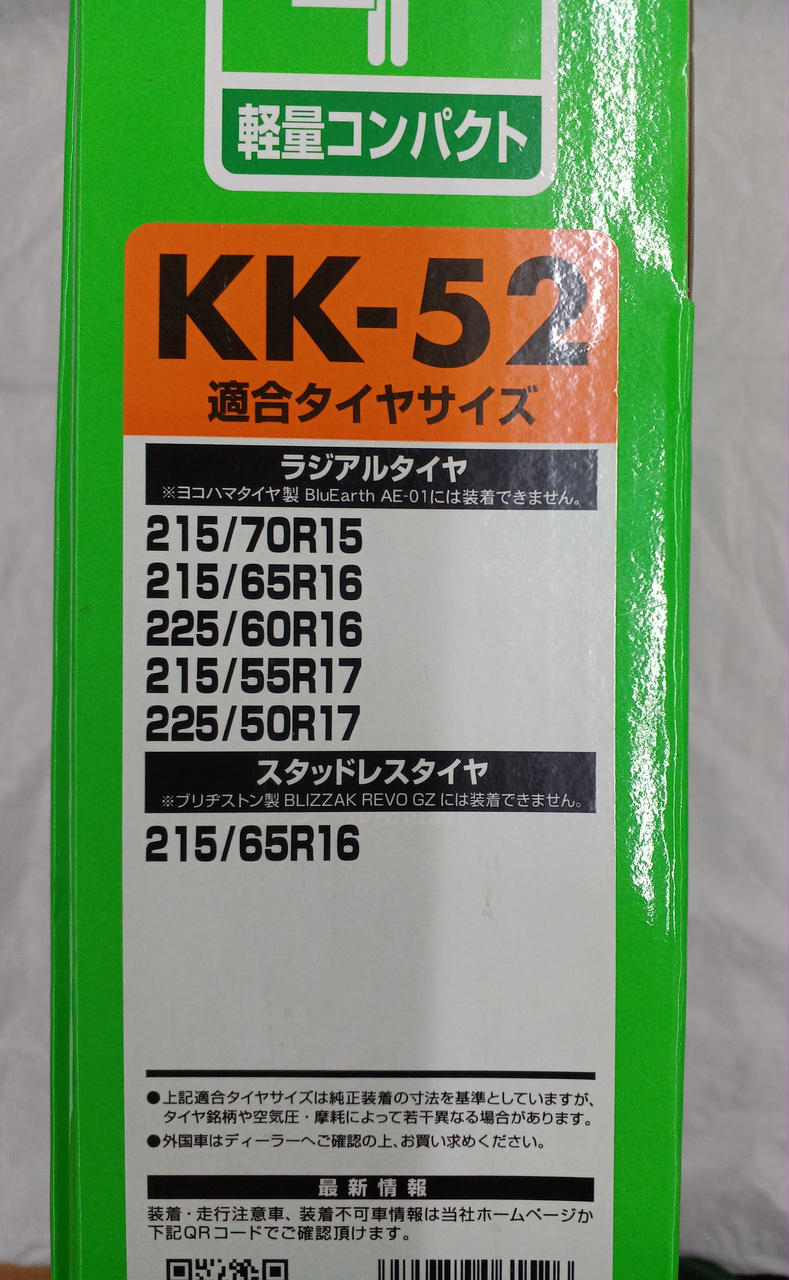 軽量コンパクト
KK-52
適合タイヤサイズ
ラジアルタイヤ
※ヨコハマタイヤ製 BluEarth AE-01には装着できません。
215/70R15
215/65R16
225/60R16
215/55R17
225/50R17
スタッドレスタイヤ
※ブリヂストン製 BLIZZAK REVO GZ には装着できません。
215/65R16
●上記適合タイヤサイズは純正装着の寸法を基準としていますが、
タイヤ銘柄や空気圧・摩耗によって若干異なる場合があります。
●外国車はディーラーへご確認の上、お買い求めください。
最新情報
装着・走行注意車、装着不可車情報は当社ホームページか
下記QRコードでご確認頂けます。